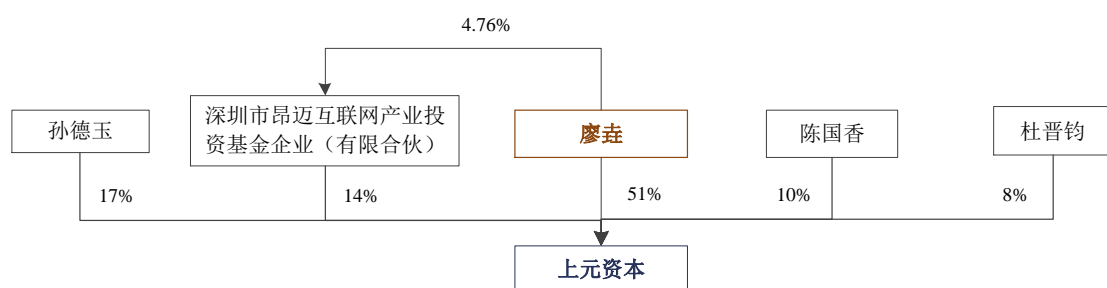 4.76%
孙德玉
深圳市昂迈互联网产业投
资基金企业（有限合伙）
廖垚
陈国香
杜晋钧
17%
14%
51%
10%
8%
上元资本